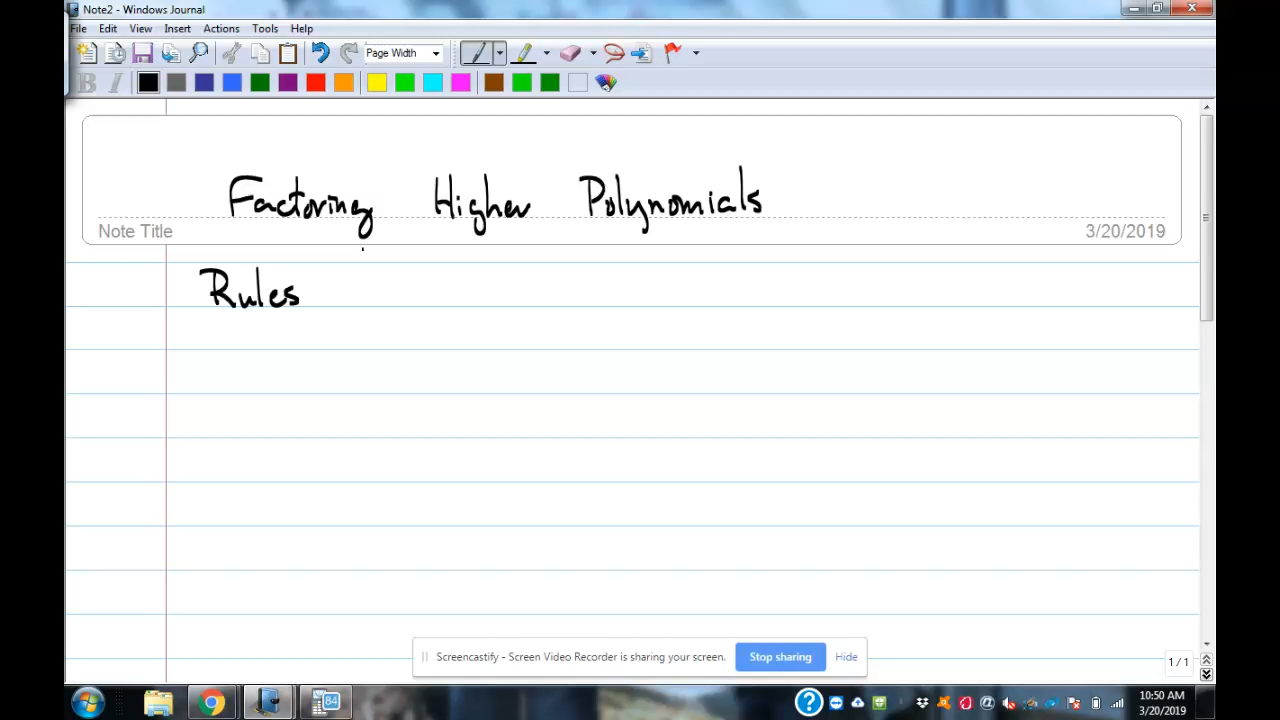 Note2 - Windows Journal
File Edit View Insert Actions Tools Help
Page Width
B I
Factoring Higher Polynomials
Note Title 3/20/2019
Rules
Screencastify - Screen Video Recorder is sharing your screen. Stop sharing Hide
1 / 1
84
10:50 AM
3/20/2019